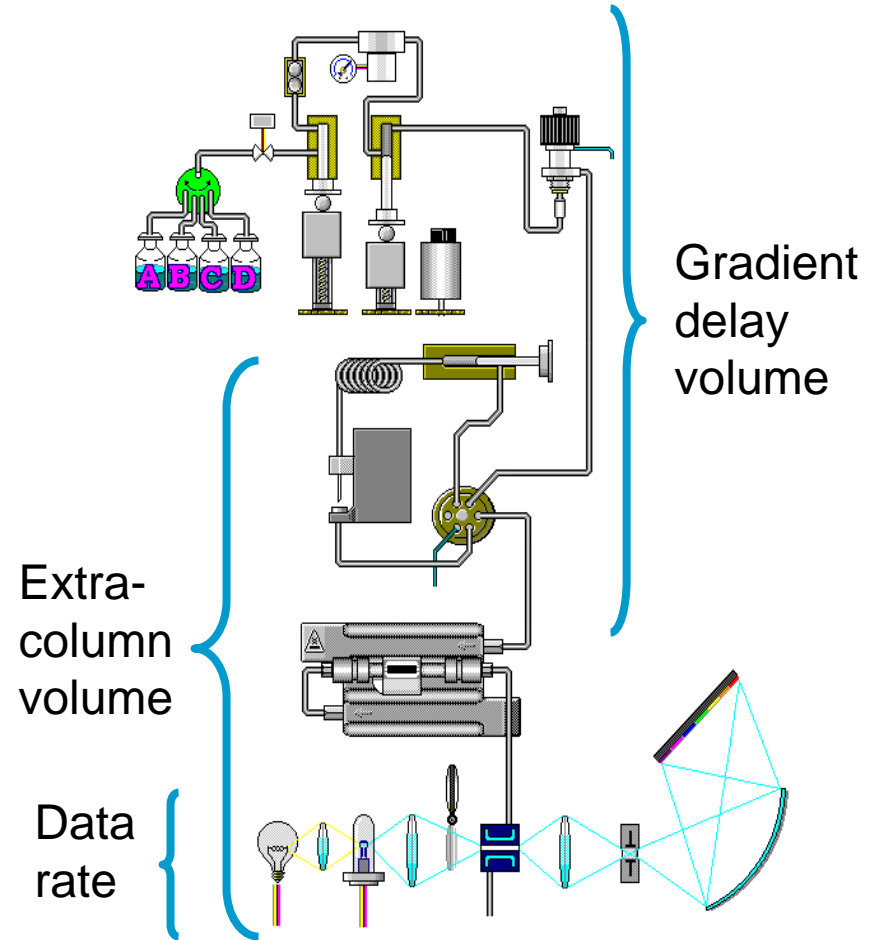 A B C D
Gradient
delay
volume
Extra-
column
volume
Data
rate